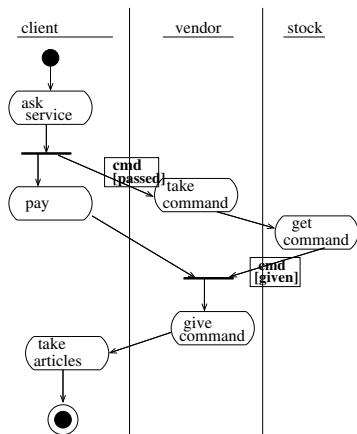 client
vendor
stock
ask
service
cmd
[passed]
take
command
pay
get
command
cmd
[given]
give
command
take
articles